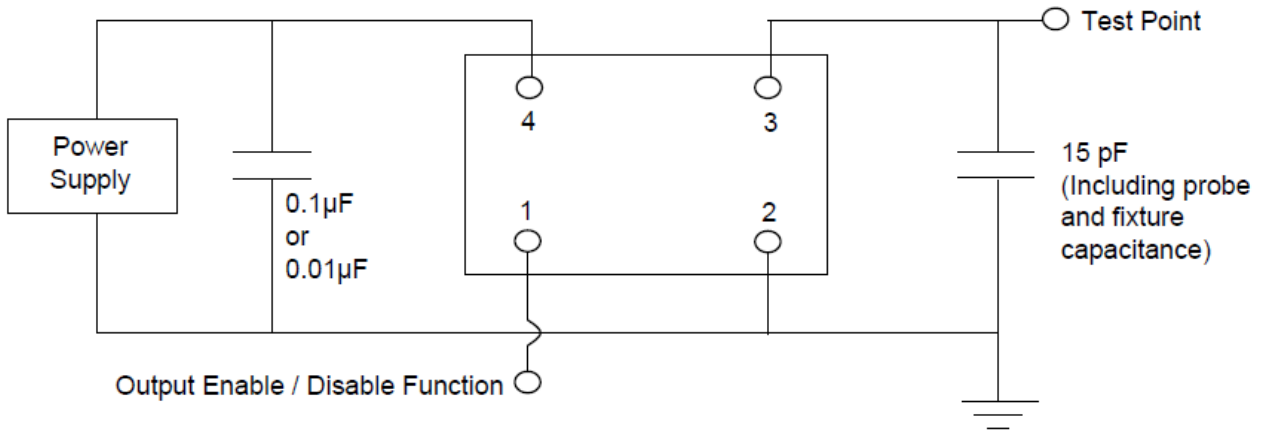 Test Point
4
3
Power
Supply
0.1µF
or
0.01µF
1
2
15 pF
(Including probe
and fixture
capacitance)
Output Enable / Disable Function